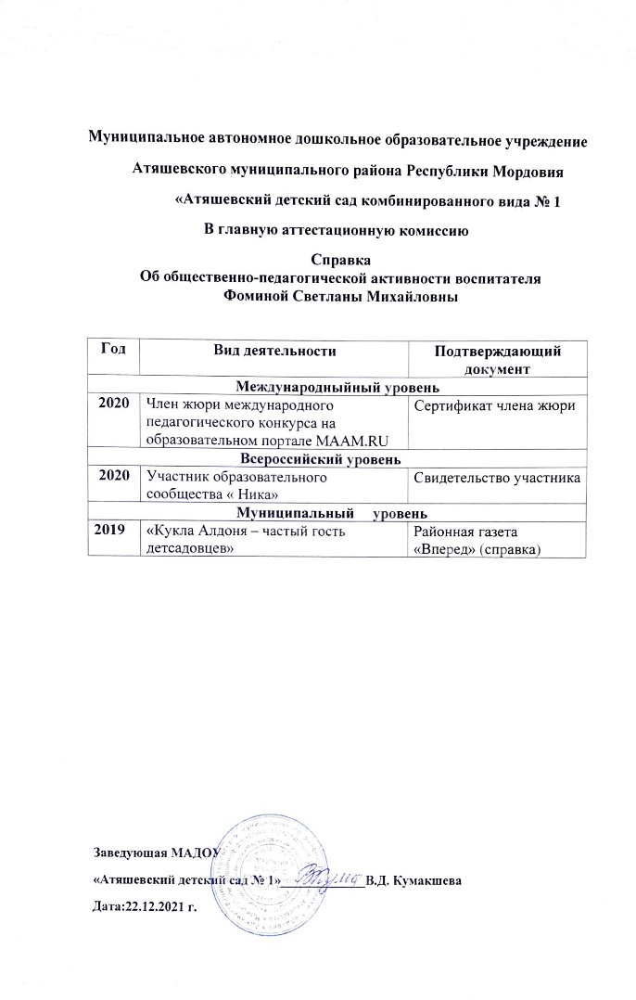 Муниципальное автономное дошкольное образовательное учреждение
Атяшевского муниципального района Республики Мордовия
«Атяшевский детский сад комбинированного вида № 1
В главную аттестационную комиссию
Справка
Об общественно-педагогической активности воспитателя
Фоминой Светланы Михайловны
Год Вид деятельности Подтверждающий
документ
Международныйный уровень
2020 Член жюри международного Сертификат члена жюри
педагогического конкурса на
образовательном портале MAAM.RU
Всероссийский уровень
2020 Участник образовательного Свидетельство участника
сообщества « Ника»
Муниципальный уровень
2019 «Кукла Алдоня – частый гость Районная газета
детсадовцев» «Вперед» (справка)
Заведующая МАДОУ
«Атяшевский детский сад № 1»_____________В.Д. Кумакшева
Дата:22.12.2021 г.